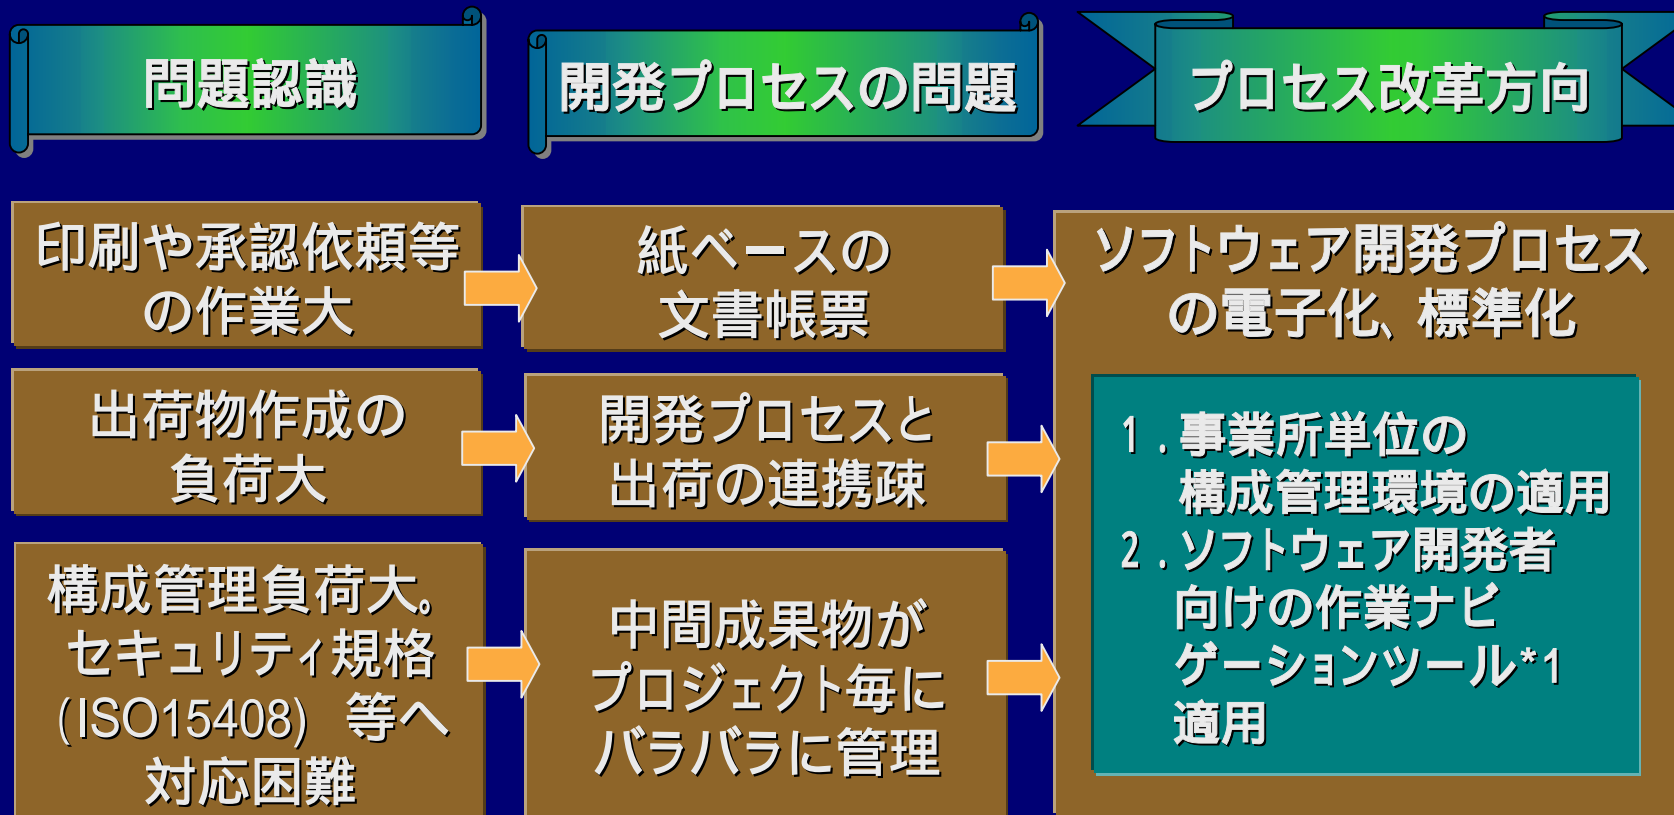 問題認識
開発プロセスの問題
プロセス改革方向
印刷や承認依頼等
の作業大
紙ベースの
文書帳票
ソフトウェア開発プロセス
の電子化、標準化
出荷物作成の
負荷大
開発プロセスと
出荷の連携疎
1．事業所単位の
構成管理環境の適用
2．ソフトウェア開発者
向けの作業ナビ
ゲーションツール*1
適用
構成管理負荷大。
セキュリティ規格
(ISO15408) 等へ
対応困難
中間成果物が
プロジェクト毎に
バラバラに管理